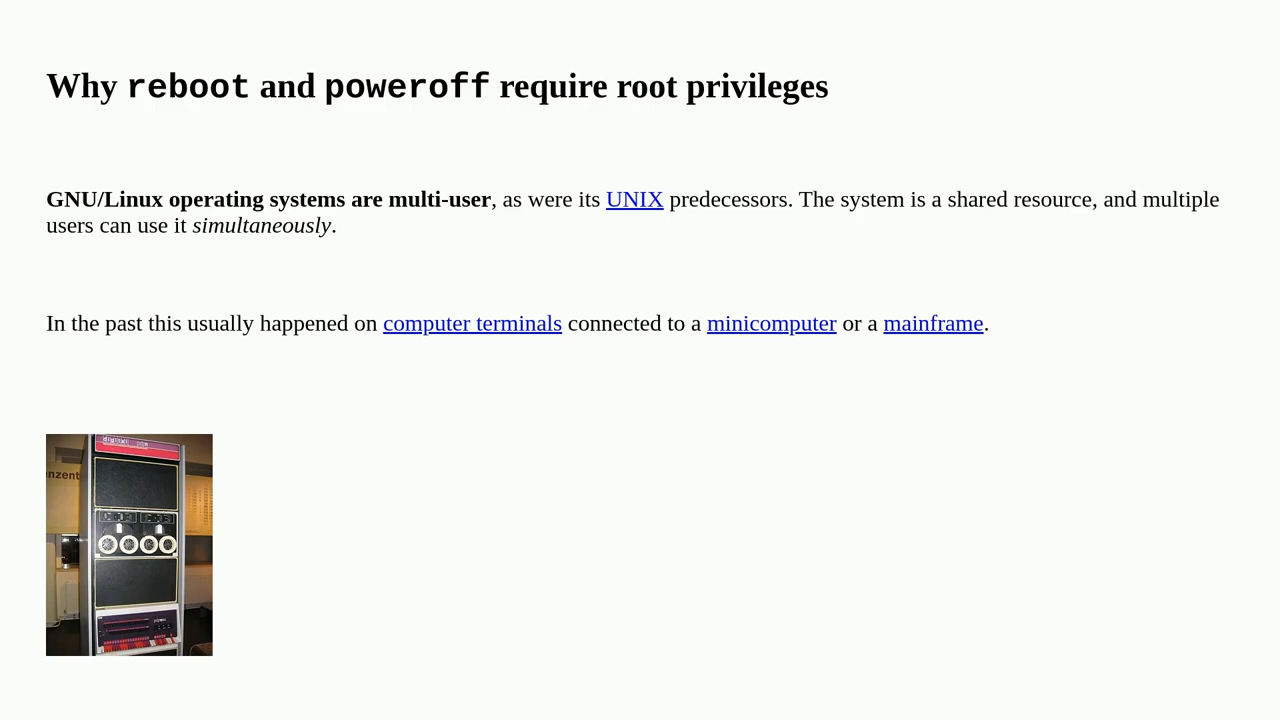 Why reboot and poweroff require root privileges
GNU/Linux operating systems are multi-user, as were its UNIX predecessors. The system is a shared resource, and multiple
users can use it simultaneously.
In the past this usually happened on computer terminals connected to a minicomputer or a mainframe.
enzent